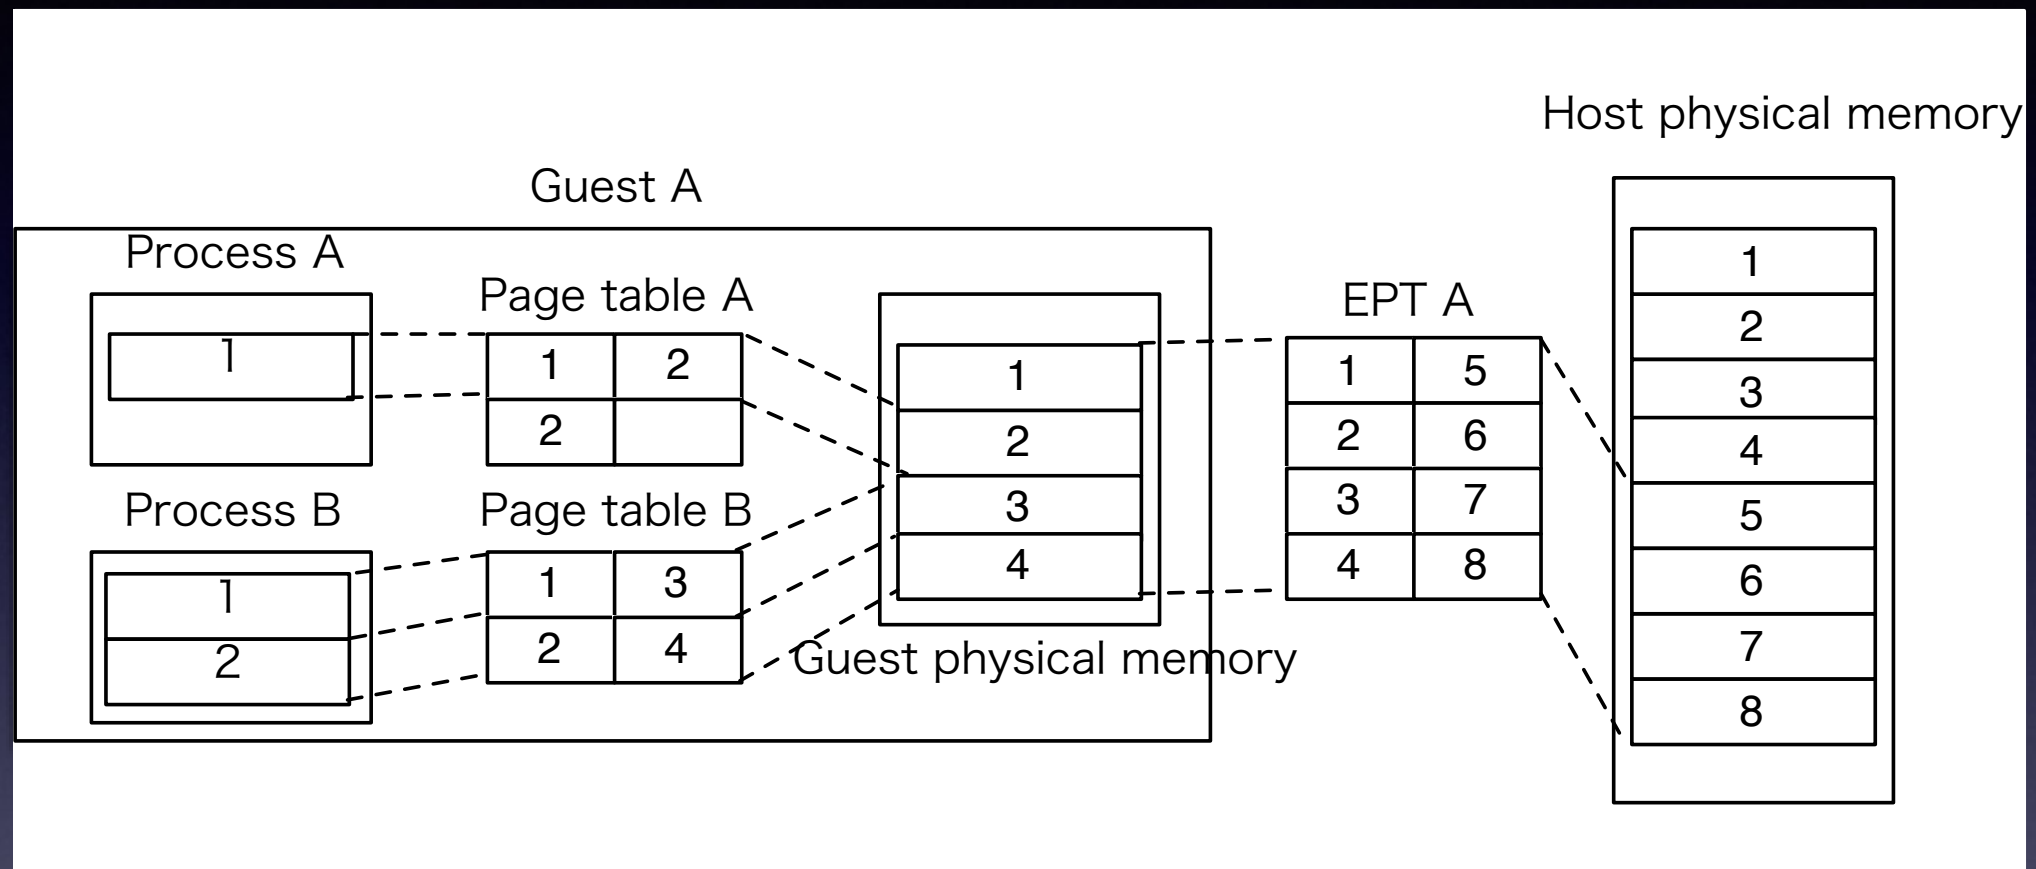 Host physical memory
Guest A
Process A
1
Page table A
1 2
2
Process B
1
2
Page table B
1 3
2 4
1
2
3
4
Guest physical memory
EPT A
1 5
2 6
3 7
4 8
1
2
3
4
5
6
7
8